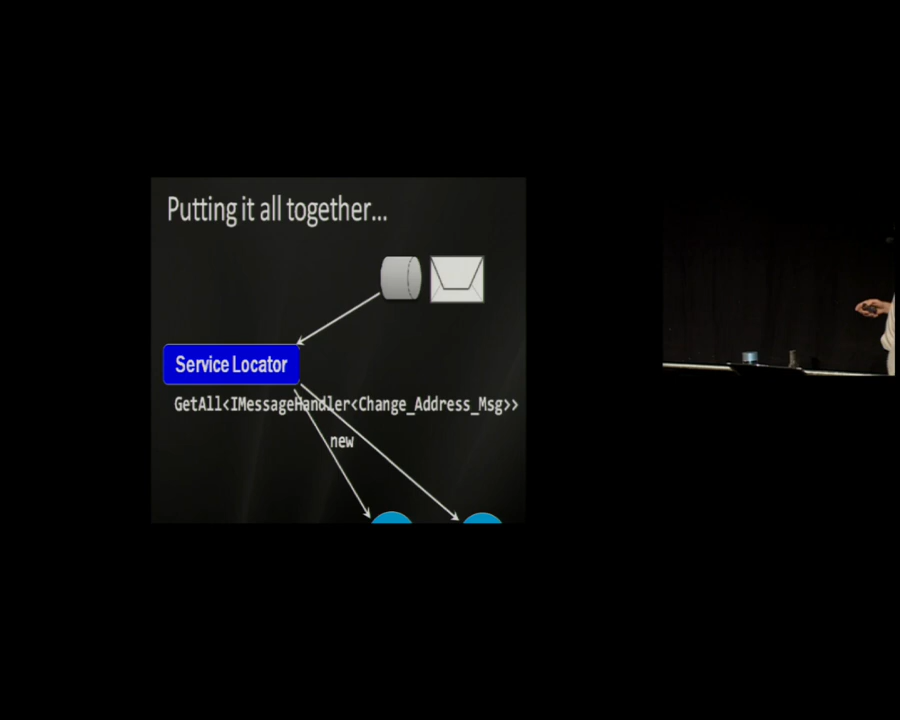 Putting it all together...
Service Locator
GetAll<IMessageHandler<Change_Address_Msg>>
new